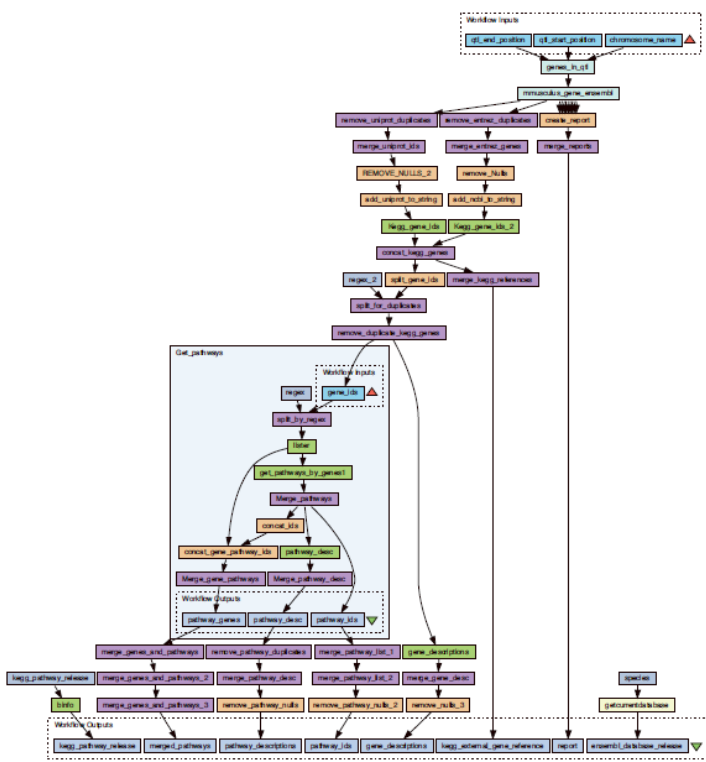 Workflow Inputs
qtl_end_position qtl_start_position chromosome_name
genes_in_qtl
mmusculus_gene_ensembl
remove_uniprot_duplicates remove_entrez_duplicates create_report
merge_uniprot_ids merge_entrez_genes merge_reports
REMOVE_NULLS_2 remove_Nulls
add_uniprot_to_string add_ncbi_to_string
Kegg_gene_ids Kegg_gene_ids_2
concat_kegg_genes
regex_2 split_gene_ids merge_kegg_references
split_for_duplicates
remove_duplicate_kegg_genes
Get_pathways
Workflow Inputs
regex gene_ids
split_by_regex
lister
get_pathways_by_genes1
Merge_pathways
concat_ids
concat_gene_pathway_ids pathway_desc
Merge_gene_pathways Merge_pathway_desc
Workflow Outputs
pathway_genes pathway_desc pathway_ids
merge_genes_and_pathways remove_pathway_duplicates merge_pathway_list_1 gene_descriptions
kegg_pathway_release merge_genes_and_pathways_2 merge_pathway_desc merge_pathway_list_2 merge_gene_desc species
binfo merge_genes_and_pathways_3 remove_pathway_nulls remove_pathway_nulls_2 remove_nulls_3 getcurrentdatabase
Workflow Outputs
kegg_pathway_release merged_pathways pathway_descriptions pathway_ids gene_descriptions kegg_external_gene_reference report ensembl_database_release